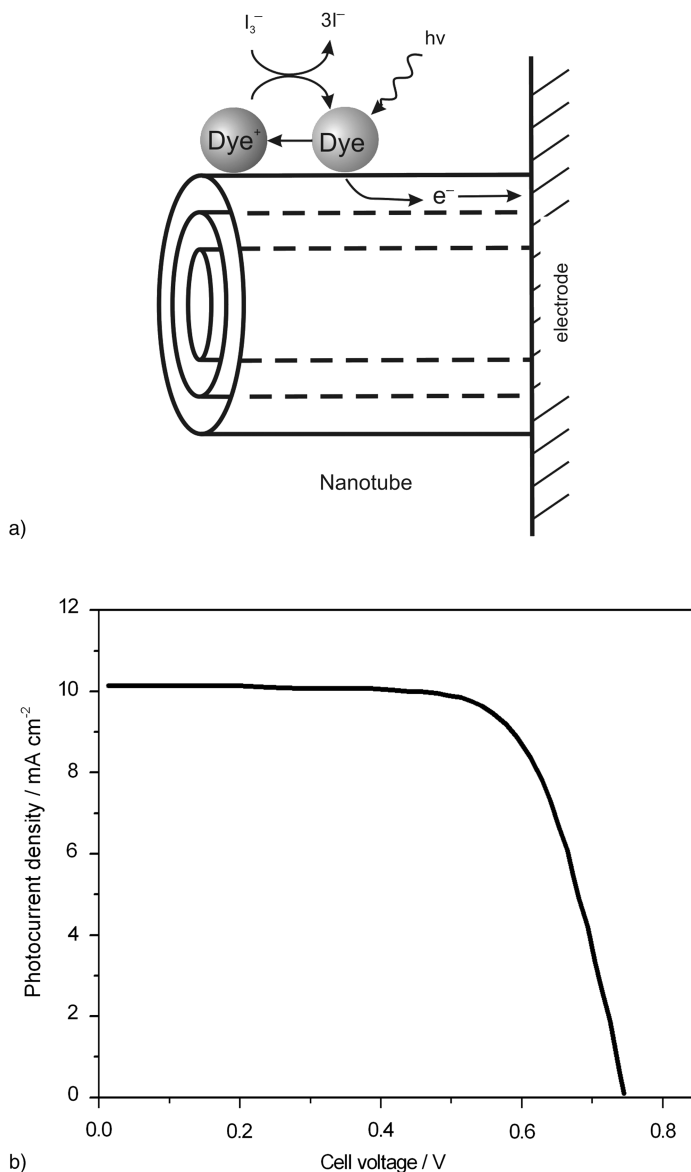 I₃⁻ 3I⁻ hν
Dye⁺ Dye
e⁻
electrode
Nanotube
a)
12
10
8
6
4
2
0
0.0 0.2 0.4 0.6 0.8
Photocurrent density / mA cm⁻²
Cell voltage / V
b)